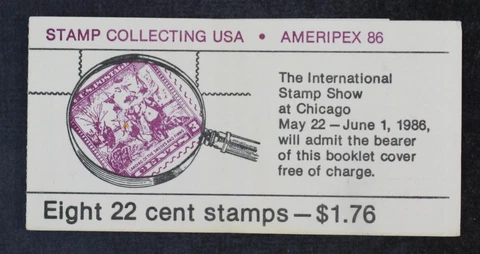 STAMP COLLECTING USA • AMERIPEX 86
The International
Stamp Show
at Chicago
May 22 — June 1, 1986,
will admit the bearer
of this booklet cover
free of charge.
Eight 22 cent stamps — $1.76